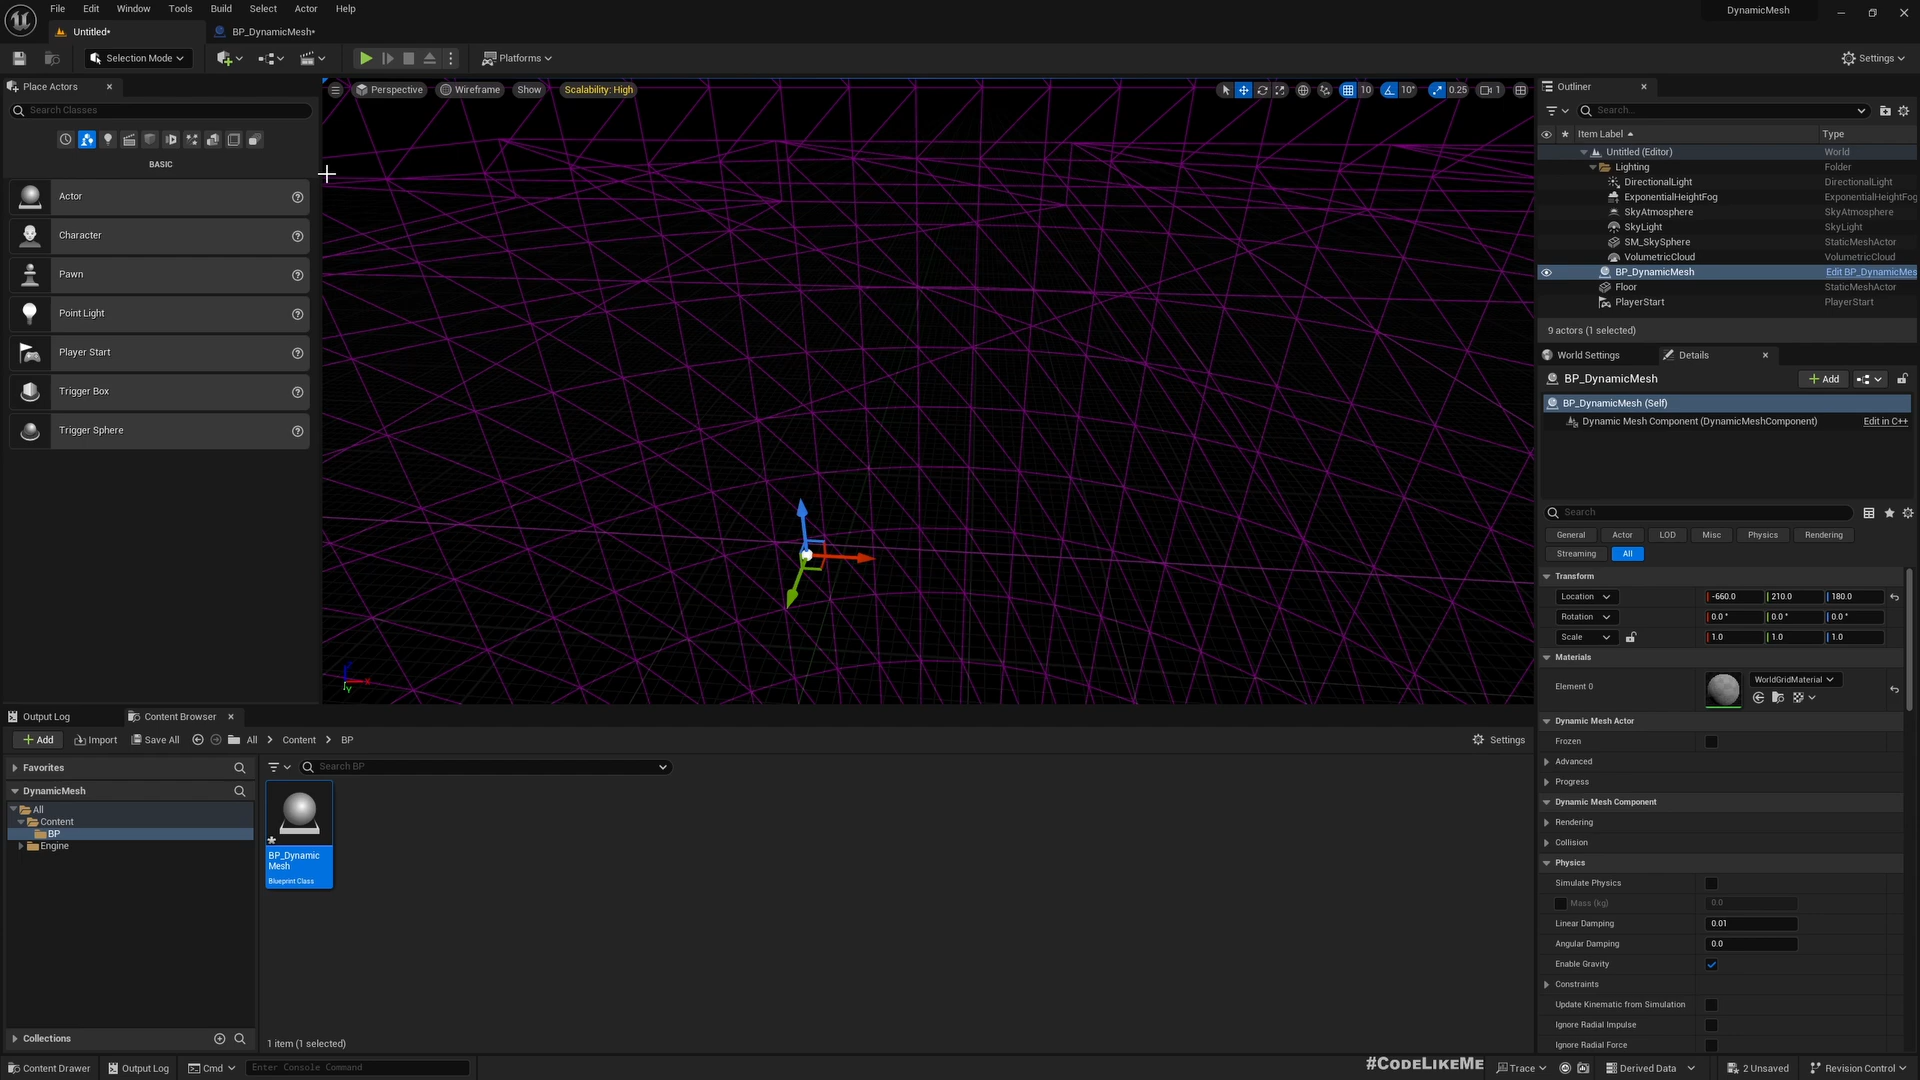 File Edit Window Tools Build Select Actor Help
DynamicMesh
Untitled*
BP_DynamicMesh*
Selection Mode
Platforms
Settings
Place Actors
Search Classes
BASIC
Actor
Character
Pawn
Point Light
Player Start
Trigger Box
Trigger Sphere
Perspective
Wireframe
Show
Scalability: High
10
10°
0.25
1
Outliner
Search...
Item Label
Type
Untitled (Editor) World
Lighting Folder
DirectionalLight DirectionalLight
ExponentialHeightFog ExponentialHeightFog
SkyAtmosphere SkyAtmosphere
SkyLight SkyLight
SM_SkySphere StaticMeshActor
VolumetricCloud VolumetricCloud
BP_DynamicMesh Edit BP_DynamicMes
Floor StaticMeshActor
PlayerStart PlayerStart
9 actors (1 selected)
World Settings
Details
BP_DynamicMesh
Add
BP_DynamicMesh (Self)
Dynamic Mesh Component (DynamicMeshComponent) Edit in C++
Search
General Actor LOD Misc Physics Rendering
Streaming All
Transform
Location -660.0 210.0 180.0
Rotation 0.0° 0.0° 0.0°
Scale 1.0 1.0 1.0
Materials
Element 0
WorldGridMaterial
Dynamic Mesh Actor
Frozen
Advanced
Progress
Dynamic Mesh Component
Rendering
Collision
Physics
Simulate Physics
Mass (kg) 0.0
Linear Damping 0.01
Angular Damping 0.0
Enable Gravity
Constraints
Update Kinematic from Simulation
Ignore Radial Impulse
Ignore Radial Force
z
x
Y
Output Log
Content Browser
Add
Import
Save All
All
Content
BP
Settings
Favorites
DynamicMesh
All
Content
BP
Engine
Collections
Search BP
BP_Dynamic
Mesh
Blueprint Class
1 item (1 selected)
Content Drawer
Output Log
Cmd
Enter Console Command
#CodeLikeMe
Trace
Derived Data
2 Unsaved
Revision Control